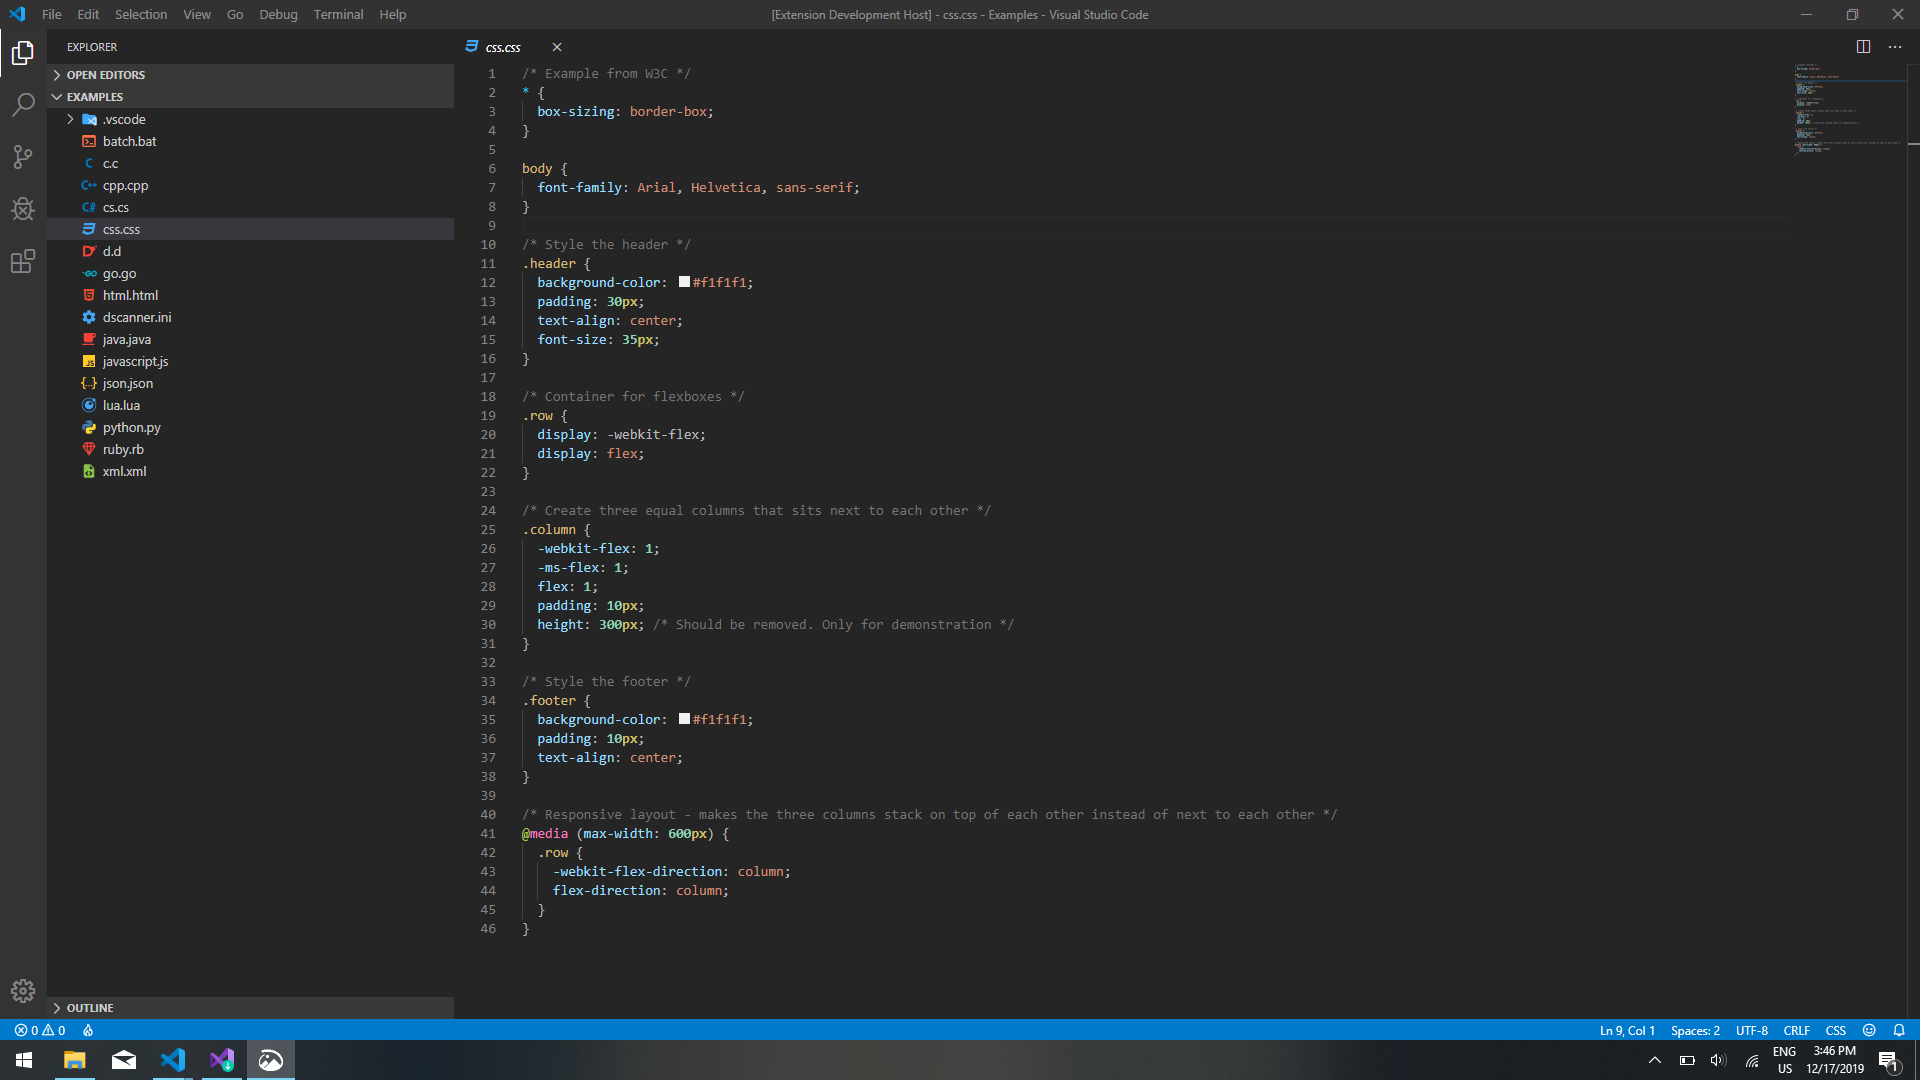 File Edit Selection View Go Debug Terminal Help
[Extension Development Host] - css.css - Examples - Visual Studio Code
EXPLORER
OPEN EDITORS
EXAMPLES
.vscode
batch.bat
c.c
cpp.cpp
cs.cs
css.css
d.d
go.go
html.html
dscanner.ini
java.java
javascript.js
json.json
lua.lua
python.py
ruby.rb
xml.xml
OUTLINE
css.css
1 /* Example from W3C */
2 * {
3 box-sizing: border-box;
4 }
5
6 body {
7 font-family: Arial, Helvetica, sans-serif;
8 }
9
10 /* Style the header */
11 .header {
12 background-color: #f1f1f1;
13 padding: 30px;
14 text-align: center;
15 font-size: 35px;
16 }
17
18 /* Container for flexboxes */
19 .row {
20 display: -webkit-flex;
21 display: flex;
22 }
23
24 /* Create three equal columns that sits next to each other */
25 .column {
26 -webkit-flex: 1;
27 -ms-flex: 1;
28 flex: 1;
29 padding: 10px;
30 height: 300px; /* Should be removed. Only for demonstration */
31 }
32
33 /* Style the footer */
34 .footer {
35 background-color: #f1f1f1;
36 padding: 10px;
37 text-align: center;
38 }
39
40 /* Responsive layout - makes the three columns stack on top of each other instead of next to each other */
41 @media (max-width: 600px) {
42 .row {
43 -webkit-flex-direction: column;
44 flex-direction: column;
45 }
46 }
0 0
Ln 9, Col 1 Spaces: 2 UTF-8 CRLF CSS
ENG 3:46 PM
US 12/17/2019 1